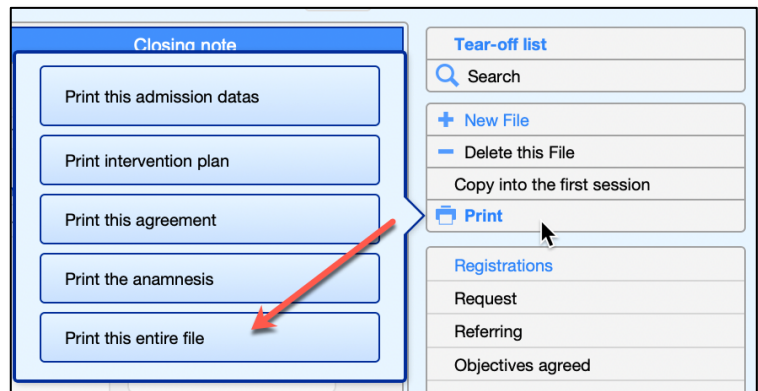 Closing note
Print this admission datas
Print intervention plan
Print this agreement
Print the anamnesis
Print this entire file
Tear-off list
Search
New File
Delete this File
Copy into the first session
Print
Registrations
Request
Referring
Objectives agreed